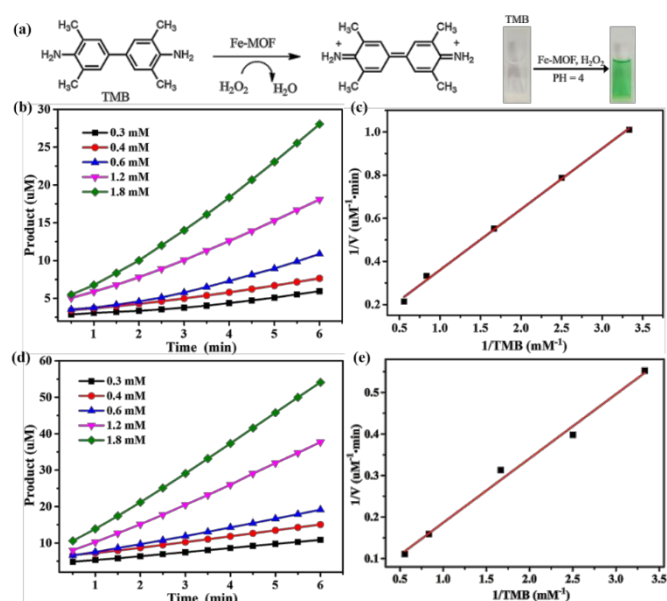 (a)
CH₃
CH₃
H₂N
NH₂
H₃C
CH₃
TMB
Fe-MOF
H₂O₂
H₂O
CH₃
CH₃
+
+
H₂N
NH₂
H₃C
CH₃
TMB
Fe-MOF, H₂O₂
PH = 4
(b)
30
25
20
15
10
5
Product (uM)
0.3 mM
0.4 mM
0.6 mM
1.2 mM
1.8 mM
1
2
3
4
5
6
Time (min)
(c)
1.0
0.8
0.6
0.4
0.2
1/V (uM⁻¹·min)
0.5
1.0
1.5
2.0
2.5
3.0
3.5
1/TMB (mM⁻¹)
(d)
60
50
40
30
20
10
Product (uM)
0.3 mM
0.4 mM
0.6 mM
1.2 mM
1.8 mM
1
2
3
4
5
6
Time (min)
(e)
0.5
0.4
0.3
0.2
0.1
1/V (uM⁻¹·min)
0.5
1.0
1.5
2.0
2.5
3.0
3.5
1/TMB (mM⁻¹)